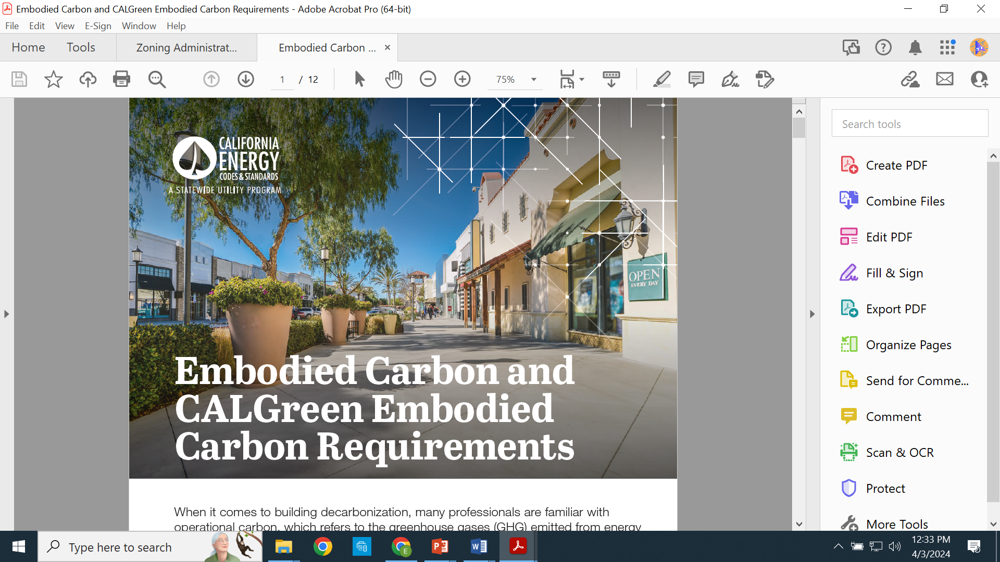 Embodied Carbon and CALGreen Embodied Carbon Requirements - Adobe Acrobat Pro (64-bit)
File Edit View E-Sign Window Help
Home Tools Zoning Administrat... Embodied Carbon ...
1 / 12 75%
CALIFORNIA
ENERGY
CODES & STANDARDS
A STATEWIDE UTILITY PROGRAM
OPEN
EVERY DAY
Embodied Carbon and
CALGreen Embodied
Carbon Requirements
When it comes to building decarbonization, many professionals are familiar with
operational carbon, which refers to the greenhouse gases (GHG) emitted from energy
Search tools
Create PDF
Combine Files
Edit PDF
Fill & Sign
Export PDF
Organize Pages
Send for Comme...
Comment
Scan & OCR
Protect
More Tools
Type here to search
E
12:33 PM
4/3/2024